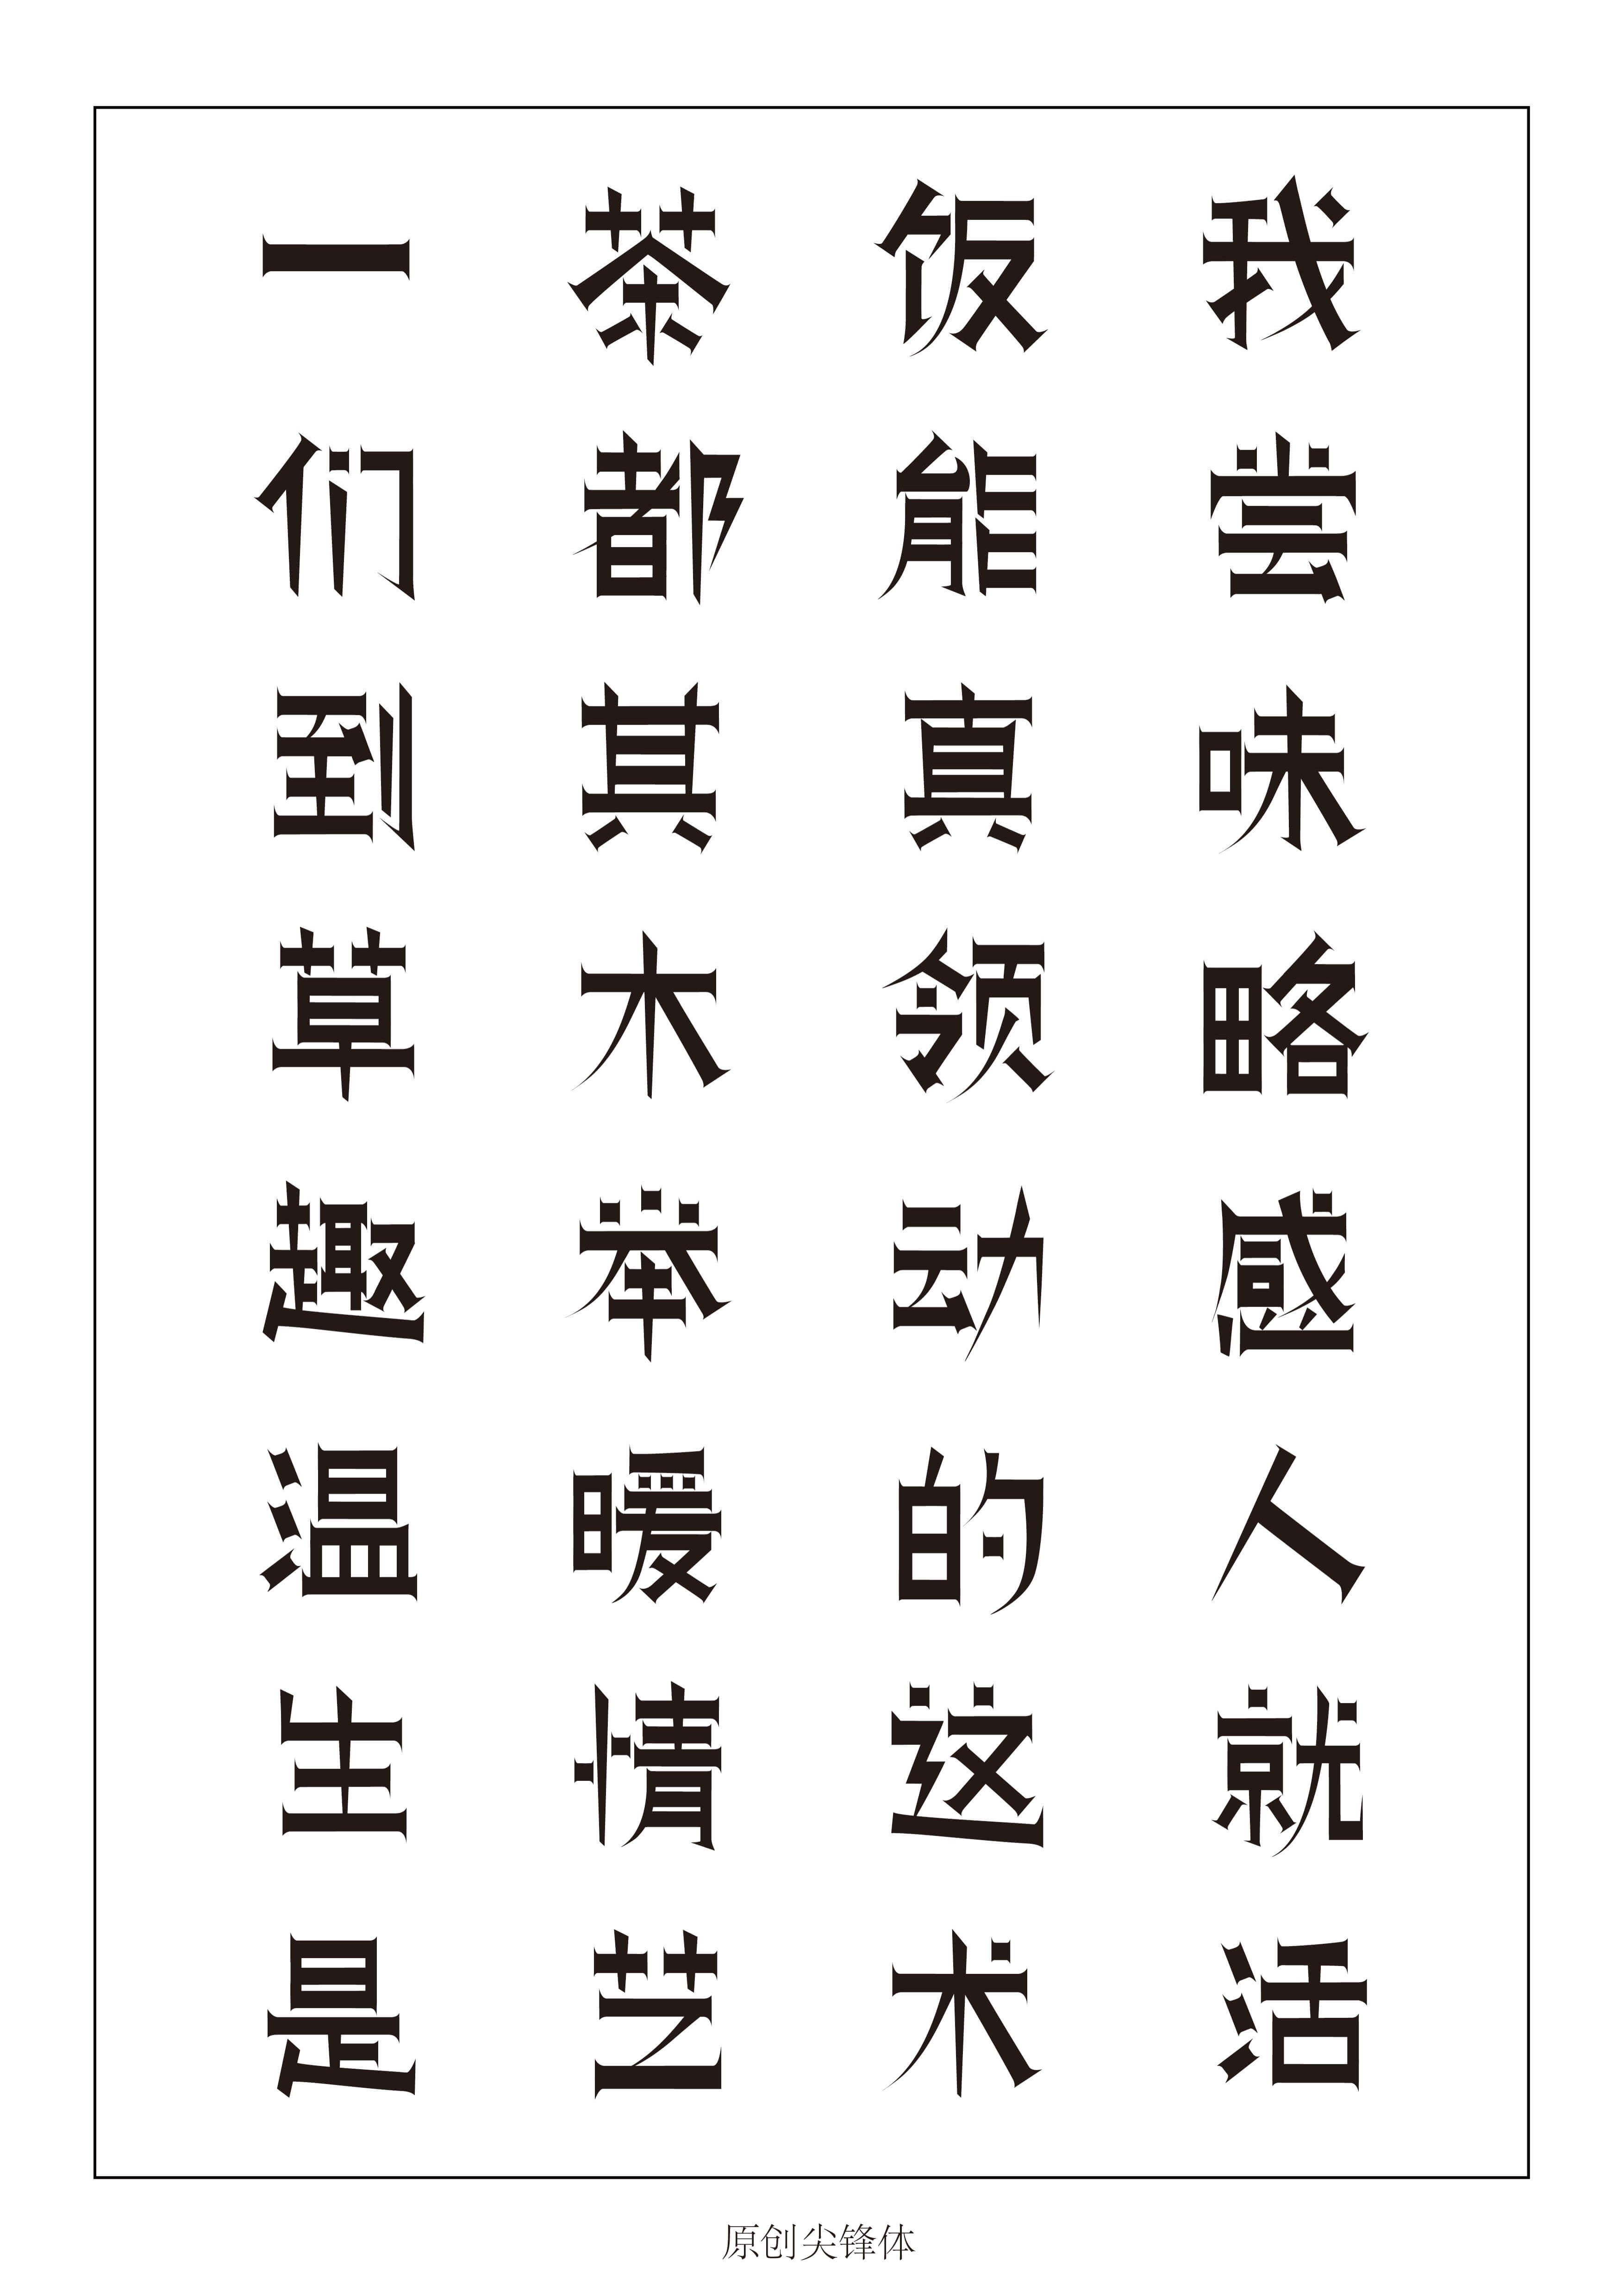 一茶饭我
们都能尝
到其真味
草木领略
趣举动感
温暖的人
生情这就
是艺术活
原创尖锋体